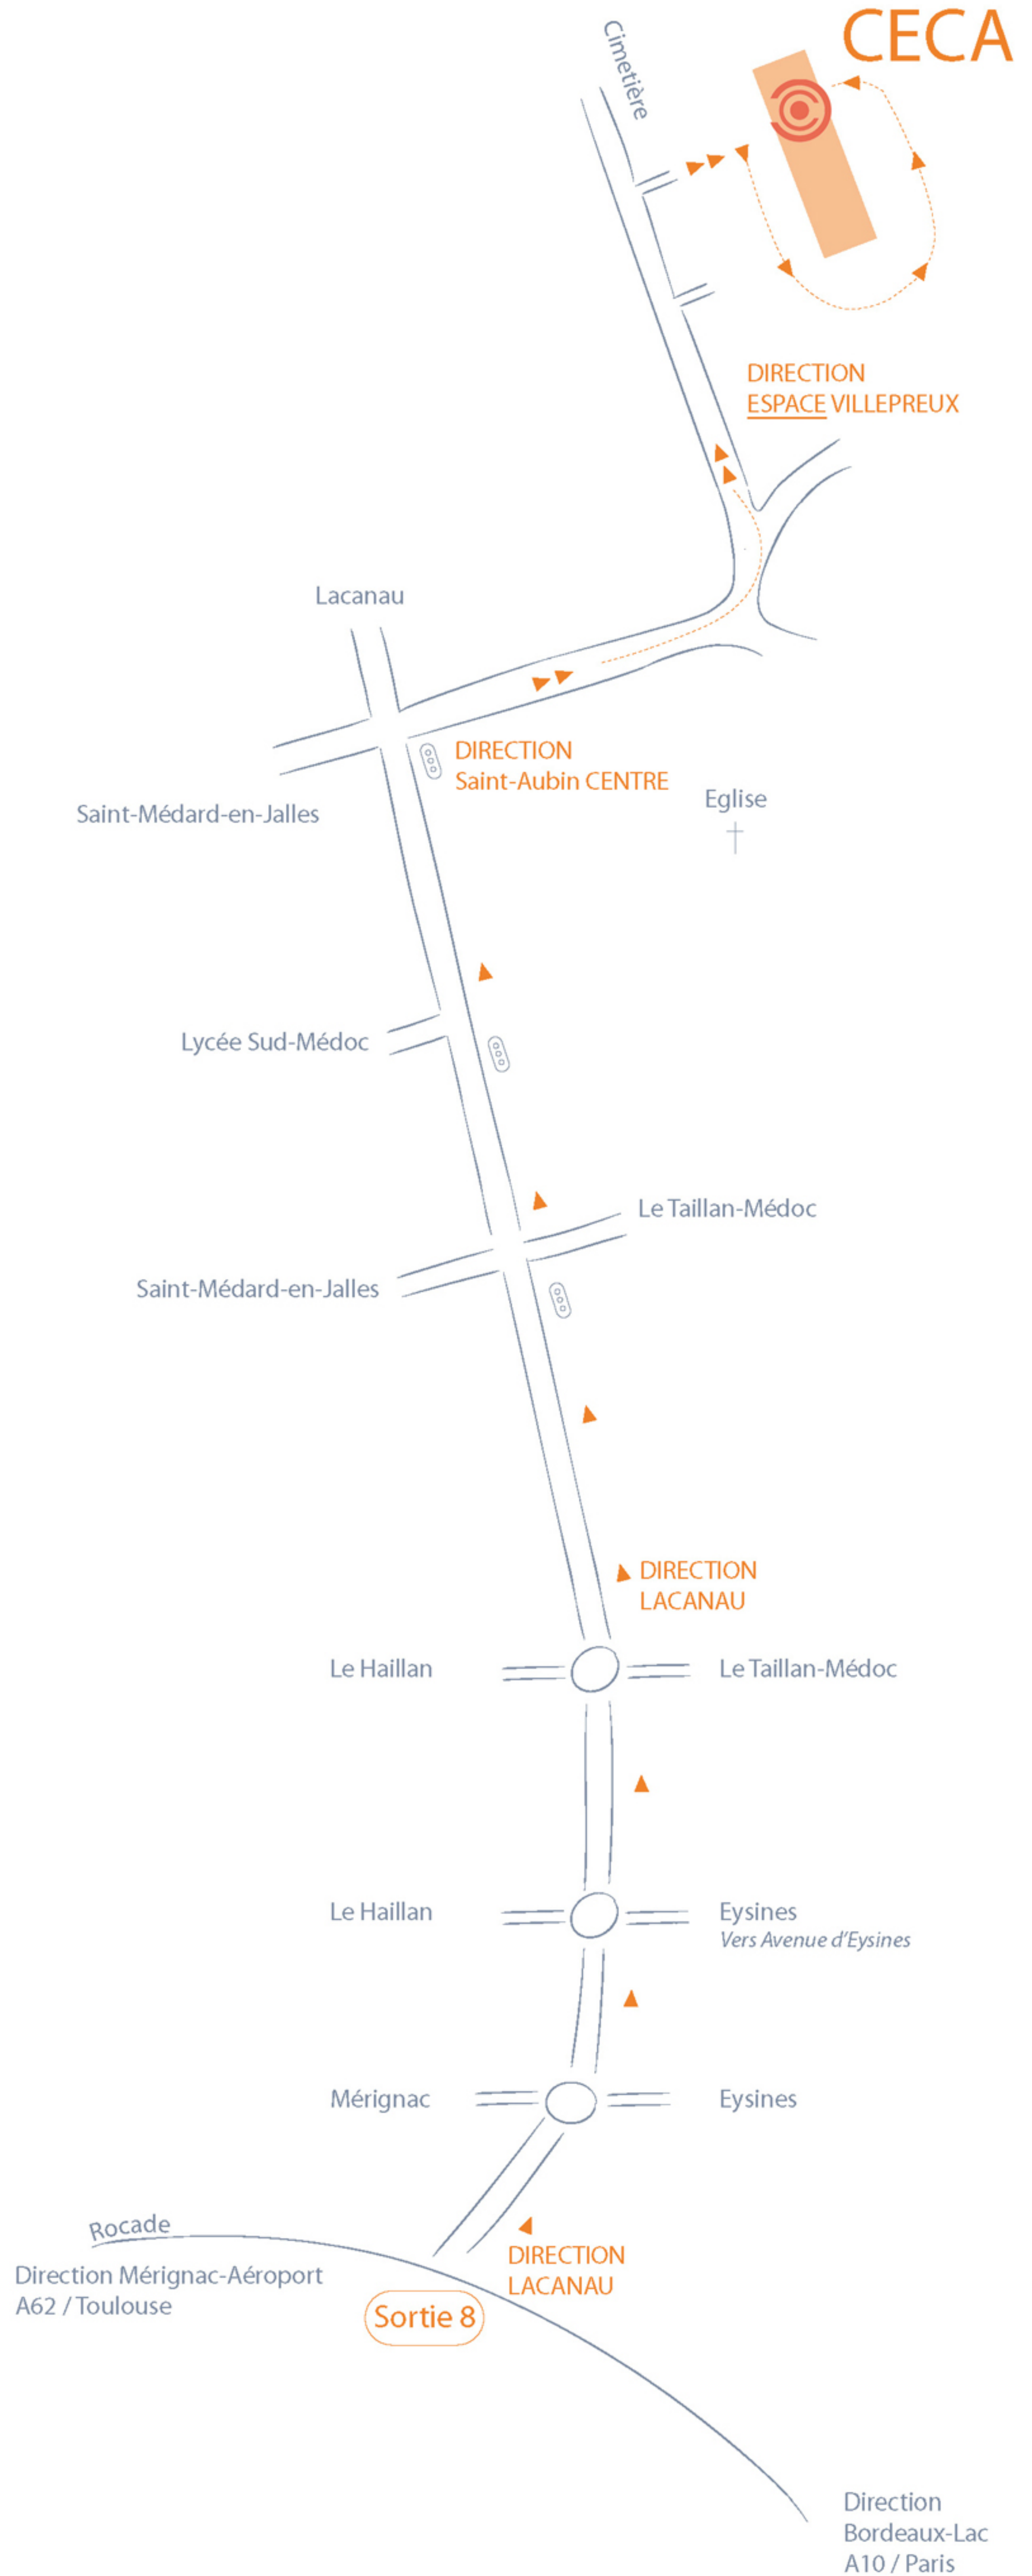 CECA
Cimetière
DIRECTION
ESPACE VILLEPREUX
Lacanau
DIRECTION
Saint-Aubin CENTRE
Eglise
Saint-Médard-en-Jalles
Lycée Sud-Médoc
Le Taillan-Médoc
Saint-Médard-en-Jalles
DIRECTION
LACANAU
Le Haillan
Le Taillan-Médoc
Le Haillan
Eysines
Vers Avenue d'Eysines
Mérignac
Eysines
Rocade
DIRECTION
LACANAU
Direction Mérignac-Aéroport
A62 / Toulouse
Sortie 8
Direction
Bordeaux-Lac
A10 / Paris